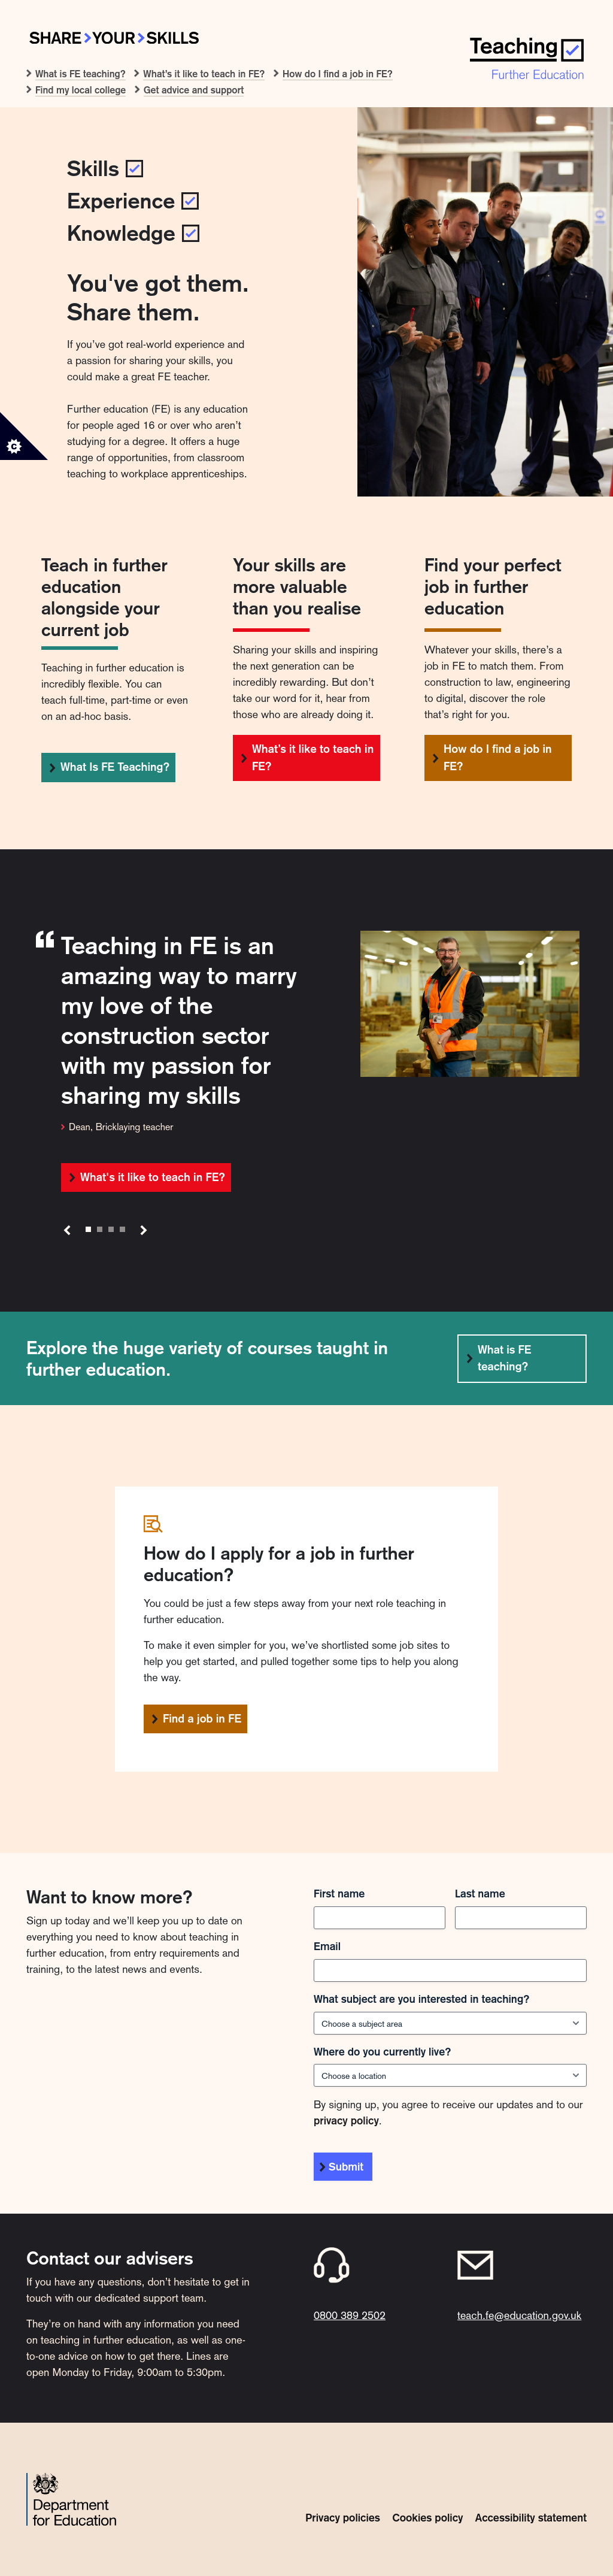 SHARE YOUR SKILLS
Teaching
Further Education
What is FE teaching? What's it like to teach in FE? How do I find a job in FE?
Find my local college Get advice and support
Skills
Experience
Knowledge
You've got them.
Share them.
If you've got real-world experience and
a passion for sharing your skills, you
could make a great FE teacher.
Further education (FE) is any education
for people aged 16 or over who aren't
studying for a degree. It offers a huge
range of opportunities, from classroom
teaching to workplace apprenticeships.
C
Teach in further
education
alongside your
current job
Teaching in further education is
incredibly flexible. You can
teach full-time, part-time or even
on an ad-hoc basis.
What Is FE Teaching?
Your skills are
more valuable
than you realise
Sharing your skills and inspiring
the next generation can be
incredibly rewarding. But don't
take our word for it, hear from
those who are already doing it.
What's it like to teach in
FE?
Find your perfect
job in further
education
Whatever your skills, there's a
job in FE to match them. From
construction to law, engineering
to digital, discover the role
that's right for you.
How do I find a job in
FE?
“ Teaching in FE is an
amazing way to marry
my love of the
construction sector
with my passion for
sharing my skills
Dean, Bricklaying teacher
What's it like to teach in FE?
Explore the huge variety of courses taught in
further education.
What is FE
teaching?
How do I apply for a job in further
education?
You could be just a few steps away from your next role teaching in
further education.
To make it even simpler for you, we've shortlisted some job sites to
help you get started, and pulled together some tips to help you along
the way.
Find a job in FE
Want to know more?
Sign up today and we'll keep you up to date on
everything you need to know about teaching in
further education, from entry requirements and
training, to the latest news and events.
First name Last name
Email
What subject are you interested in teaching?
Choose a subject area
Where do you currently live?
Choose a location
By signing up, you agree to receive our updates and to our
privacy policy.
Submit
Contact our advisers
If you have any questions, don't hesitate to get in
touch with our dedicated support team.
They're on hand with any information you need
on teaching in further education, as well as one-
to-one advice on how to get there. Lines are
open Monday to Friday, 9:00am to 5:30pm.
0800 389 2502
teach.fe@education.gov.uk
Department
for Education
Privacy policies Cookies policy Accessibility statement